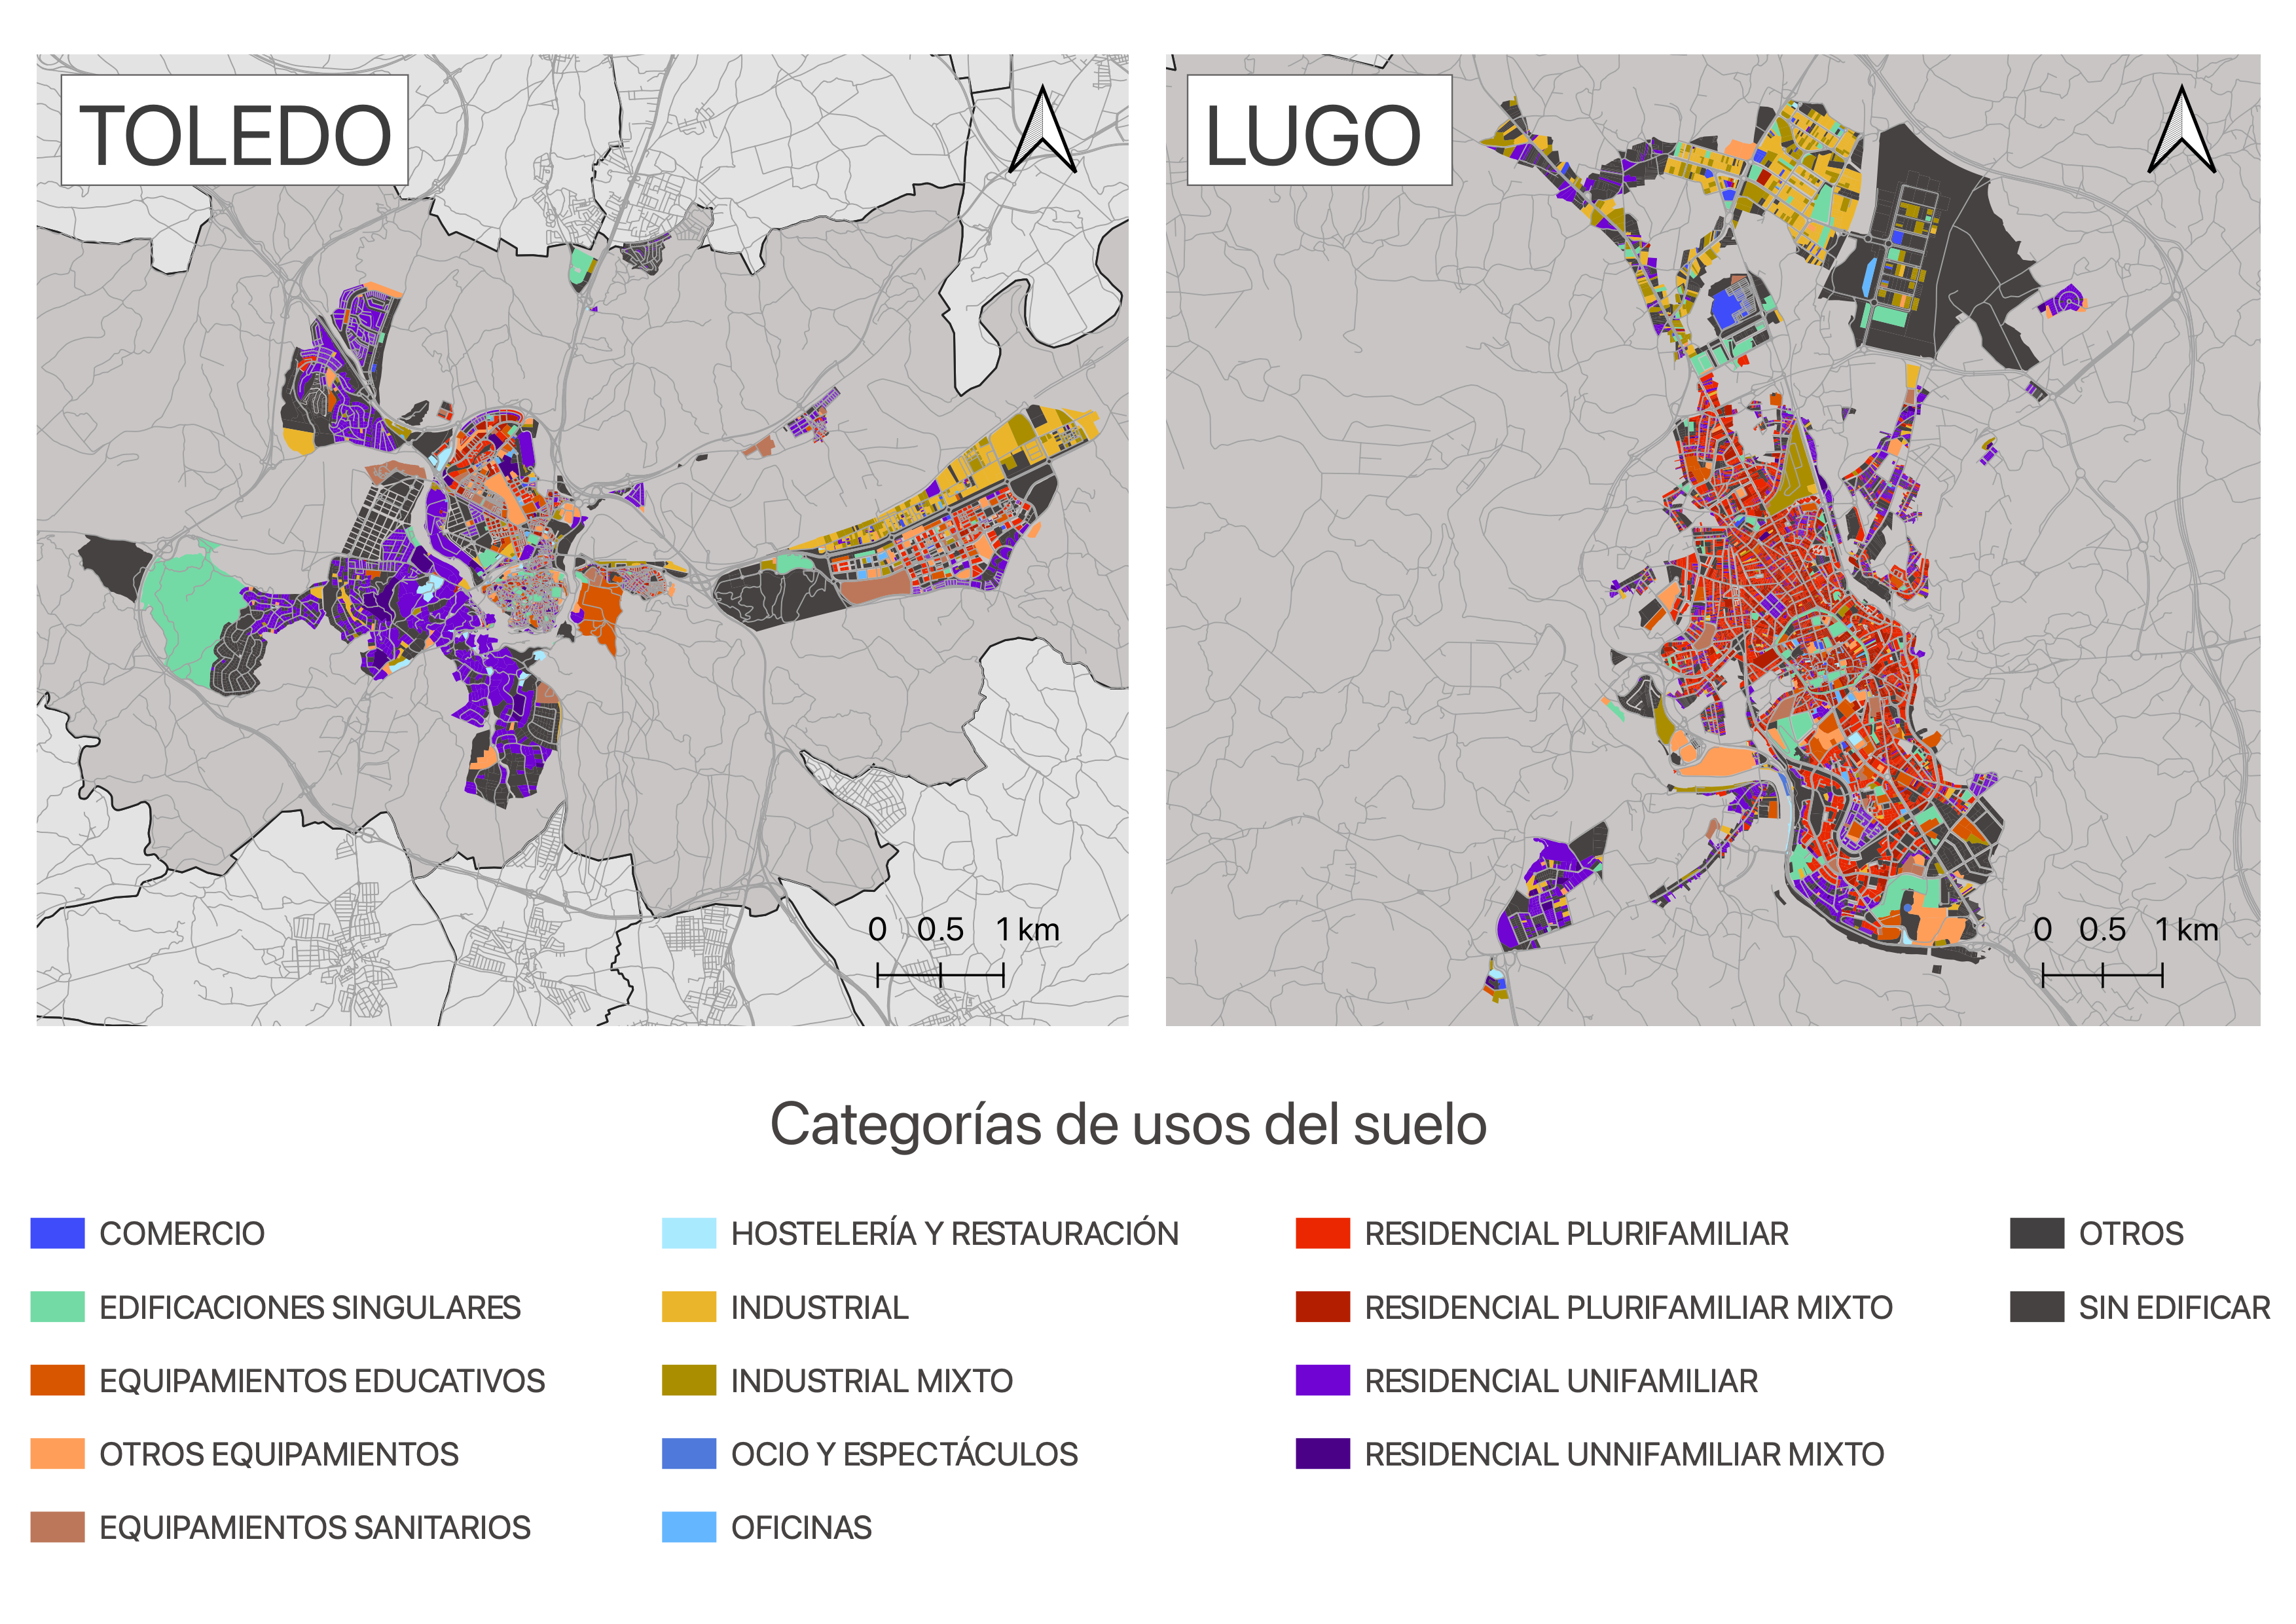 TOLEDO
0 0.5 1 km
LUGO
0 0.5 1 km
Categorías de usos del suelo
COMERCIO
EDIFICACIONES SINGULARES
EQUIPAMIENTOS EDUCATIVOS
OTROS EQUIPAMIENTOS
EQUIPAMIENTOS SANITARIOS
HOSTELERÍA Y RESTAURACIÓN
INDUSTRIAL
INDUSTRIAL MIXTO
OCIO Y ESPECTÁCULOS
OFICINAS
RESIDENCIAL PLURIFAMILIAR
RESIDENCIAL PLURIFAMILIAR MIXTO
RESIDENCIAL UNIFAMILIAR
RESIDENCIAL UNNIFAMILIAR MIXTO
OTROS
SIN EDIFICAR